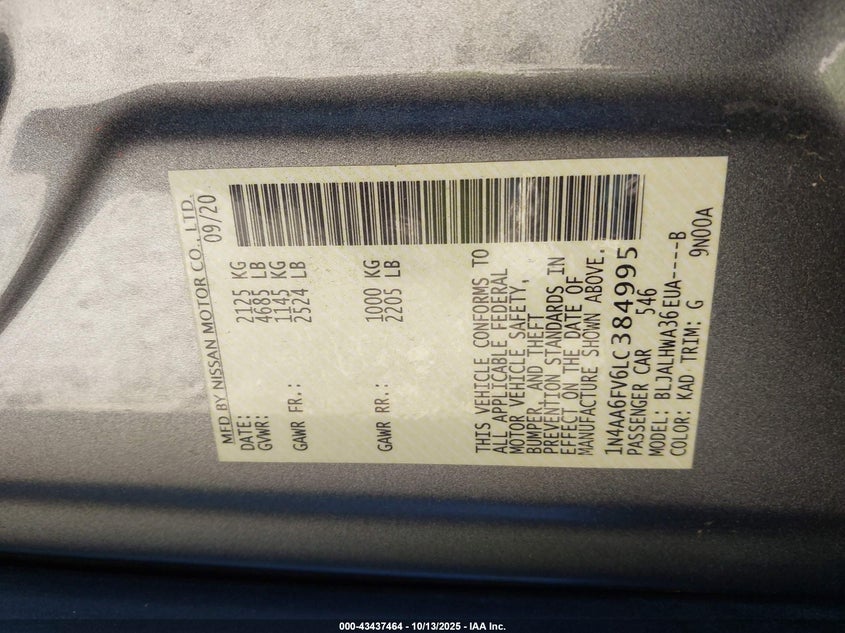 MFD BY NISSAN MOTOR CO., LTD.
DATE: 09/20
GVWR: 2125 KG
4685 LB
GAWR FR.: 1145 KG
2524 LB
GAWR RR.: 1000 KG
2205 LB
THIS VEHICLE CONFORMS TO
ALL APPLICABLE FEDERAL
MOTOR VEHICLE SAFETY,
BUMPER, AND THEFT
PREVENTION STANDARDS IN
EFFECT ON THE DATE OF
MANUFACTURE SHOWN ABOVE.
1N4AA6FV6LC384995
PASSENGER CAR 546
MODEL: BLJALHWA36EUA----B
COLOR: KAD TRIM: G 9N00A
000-43437464 - 10/13/2025 - IAA Inc.